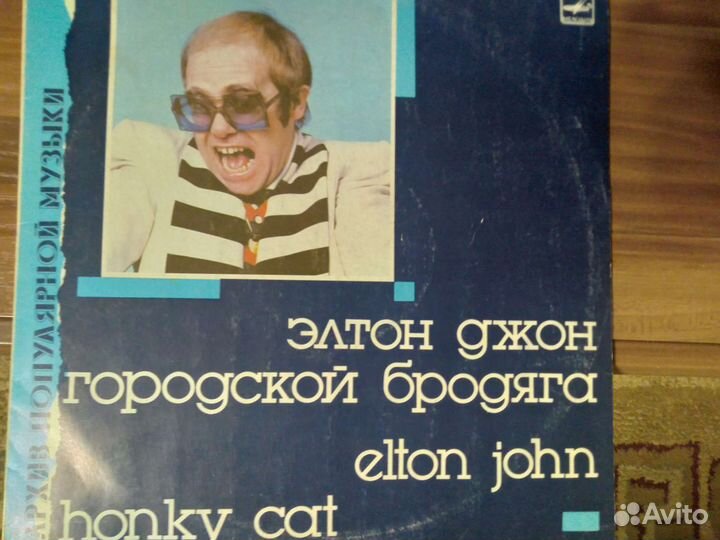 АРХИВ ПОПУЛЯРНОЙ МУЗЫКИ
элтон джон
городской бродяга
elton john
honky cat
Avito